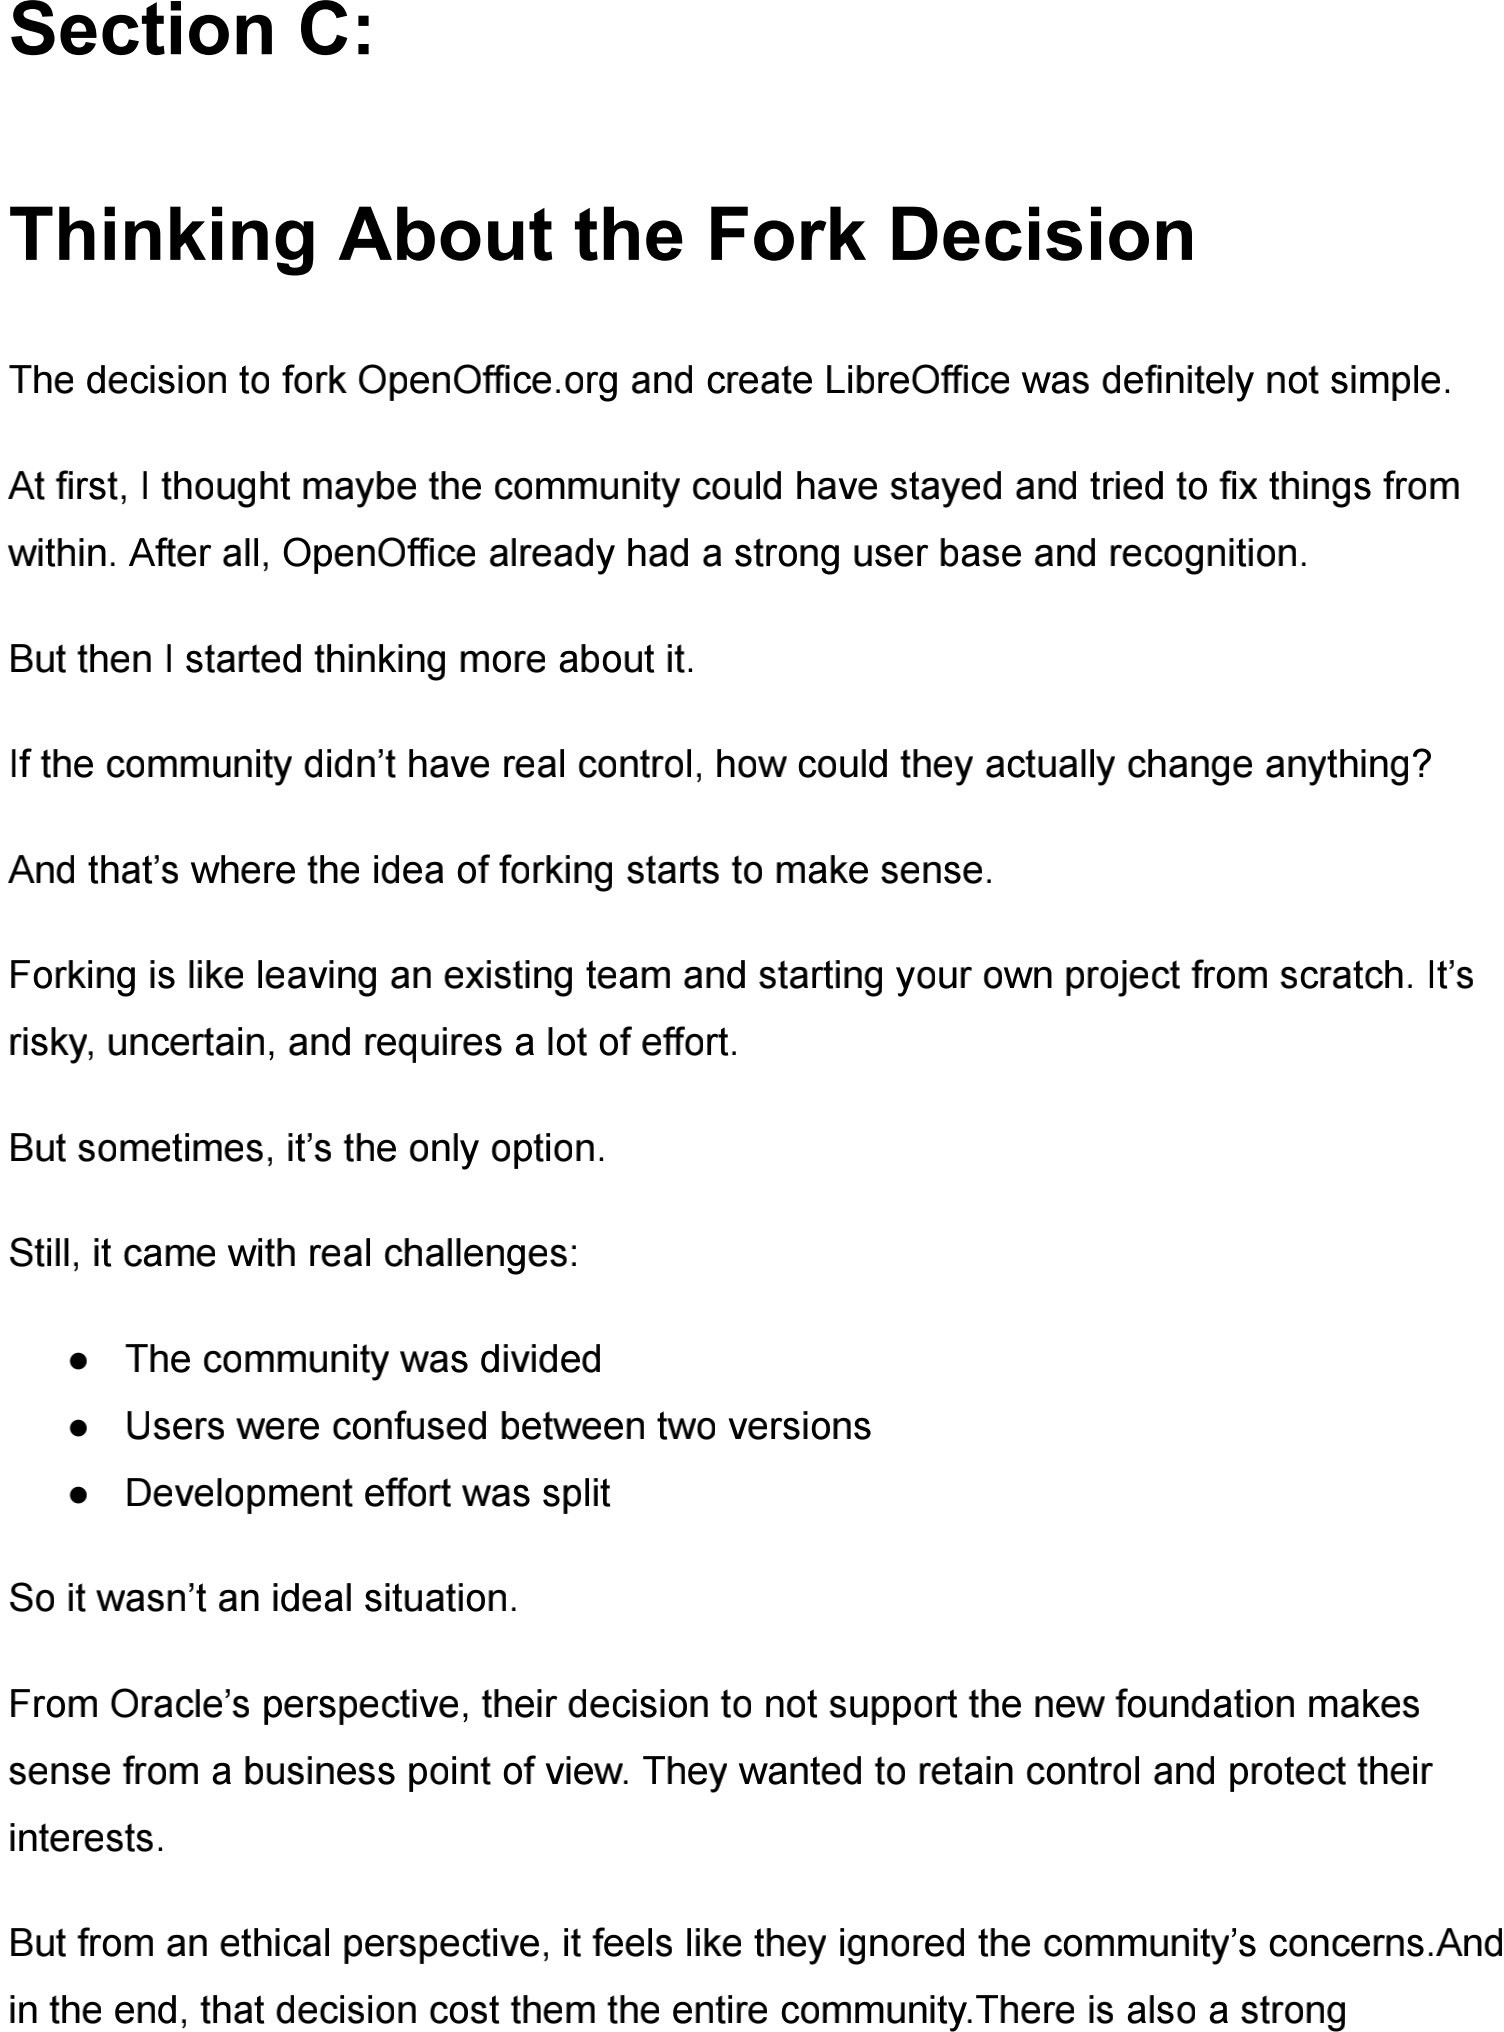 Section C:
Thinking About the Fork Decision
The decision to fork OpenOffice.org and create LibreOffice was definitely not simple.
At first, I thought maybe the community could have stayed and tried to fix things from
within. After all, OpenOffice already had a strong user base and recognition.
But then I started thinking more about it.
If the community didn’t have real control, how could they actually change anything?
And that’s where the idea of forking starts to make sense.
Forking is like leaving an existing team and starting your own project from scratch. It’s
risky, uncertain, and requires a lot of effort.
But sometimes, it’s the only option.
Still, it came with real challenges:
● The community was divided
● Users were confused between two versions
● Development effort was split
So it wasn’t an ideal situation.
From Oracle’s perspective, their decision to not support the new foundation makes
sense from a business point of view. They wanted to retain control and protect their
interests.
But from an ethical perspective, it feels like they ignored the community’s concerns.And
in the end, that decision cost them the entire community.There is also a strong